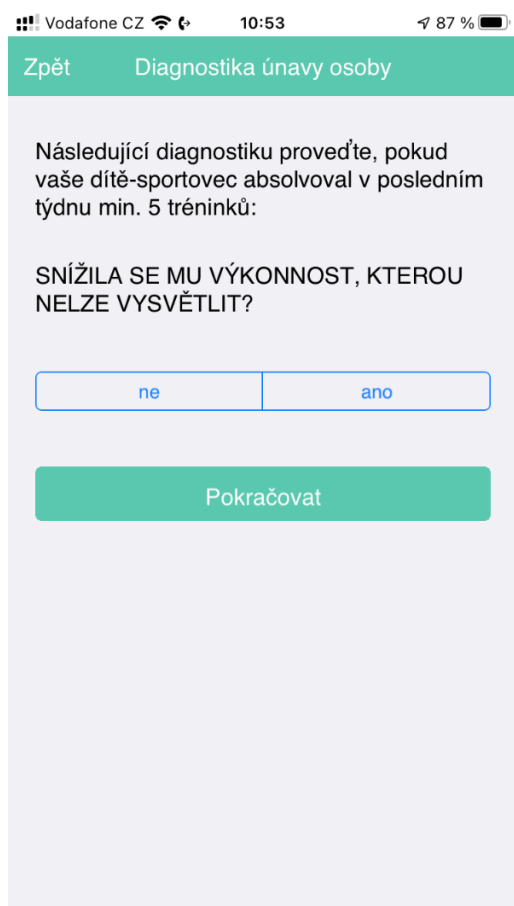 Vodafone CZ 10:53 87 %
Zpět Diagnostika únavy osoby
Následující diagnostiku proveďte, pokud
vaše dítě-sportovec absolvoval v posledním
týdnu min. 5 tréninků:
SNÍŽILA SE MU VÝKONNOST, KTEROU
NELZE VYSVĚTLIT?
ne ano
Pokračovat